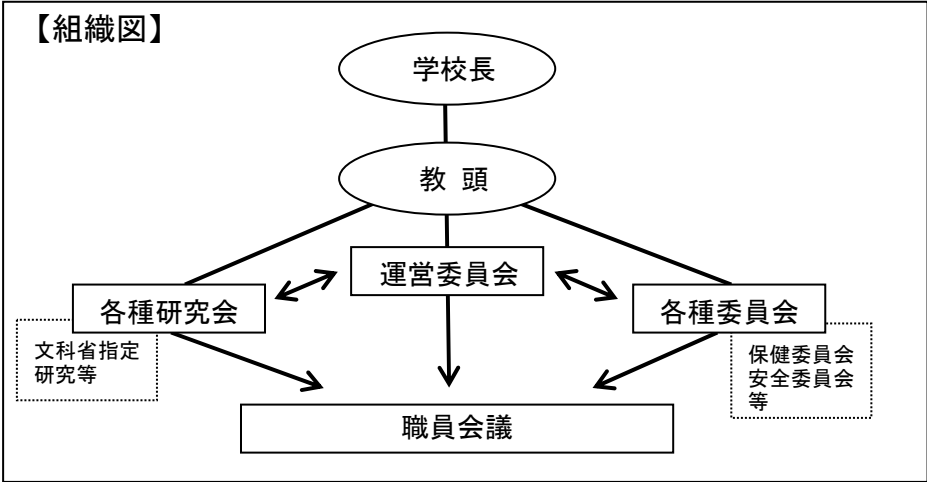 【組織図】
学校長
教 頭
運営委員会
各種研究会
各種委員会
文科省指定
研究等
保健委員会
安全委員会
等
職員会議